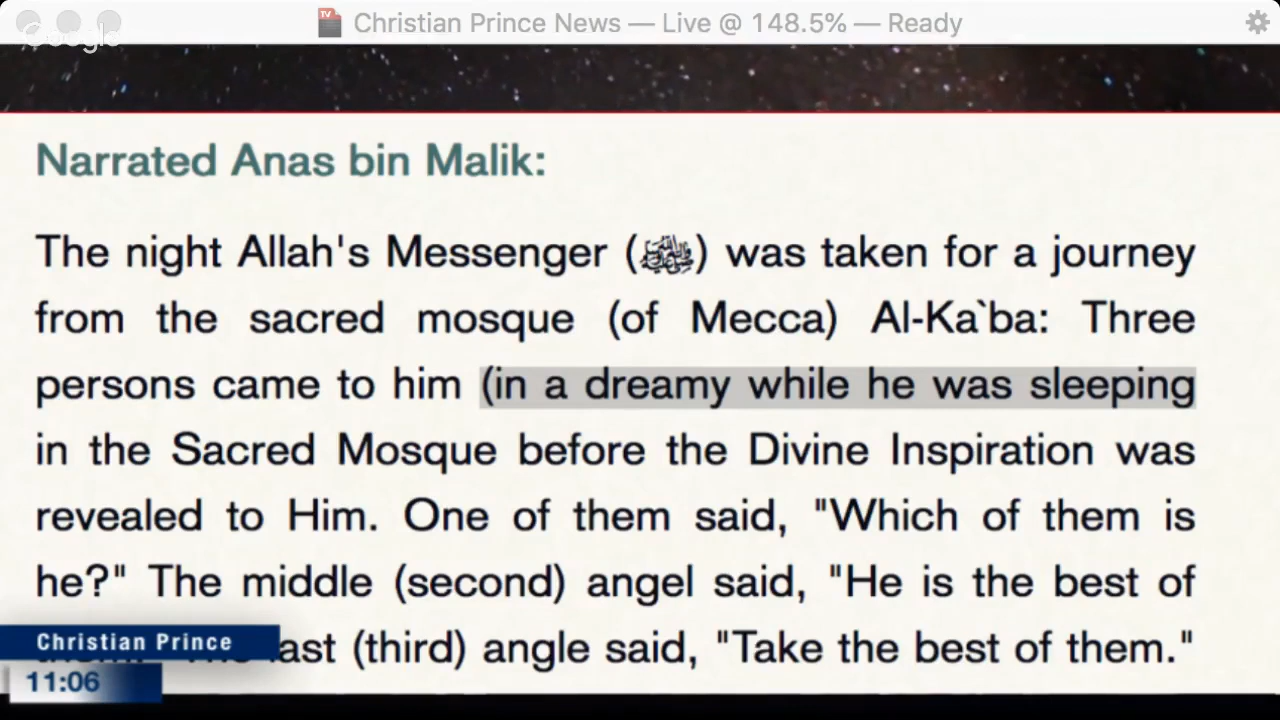 TV Christian Prince News — Live @ 148.5% — Ready
Google
Narrated Anas bin Malik:
The night Allah's Messenger (ﷺ) was taken for a journey
from the sacred mosque (of Mecca) Al-Ka`ba: Three
persons came to him (in a dreamy while he was sleeping
in the Sacred Mosque before the Divine Inspiration was
revealed to Him. One of them said, "Which of them is
he?" The middle (second) angel said, "He is the best of
last (third) angle said, "Take the best of them."
Christian Prince
11:06